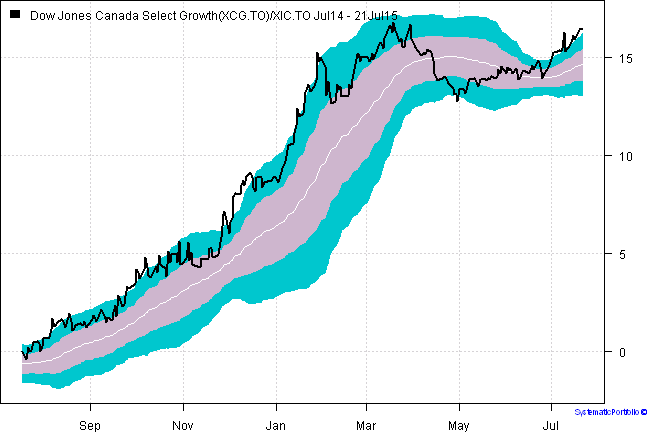 Dow Jones Canada Select Growth(XCG.TO)/XIC.TO Jul14 - 21Jul15
15
10
5
0
Sep Nov Jan Mar May Jul
SystematicPortfolio ©